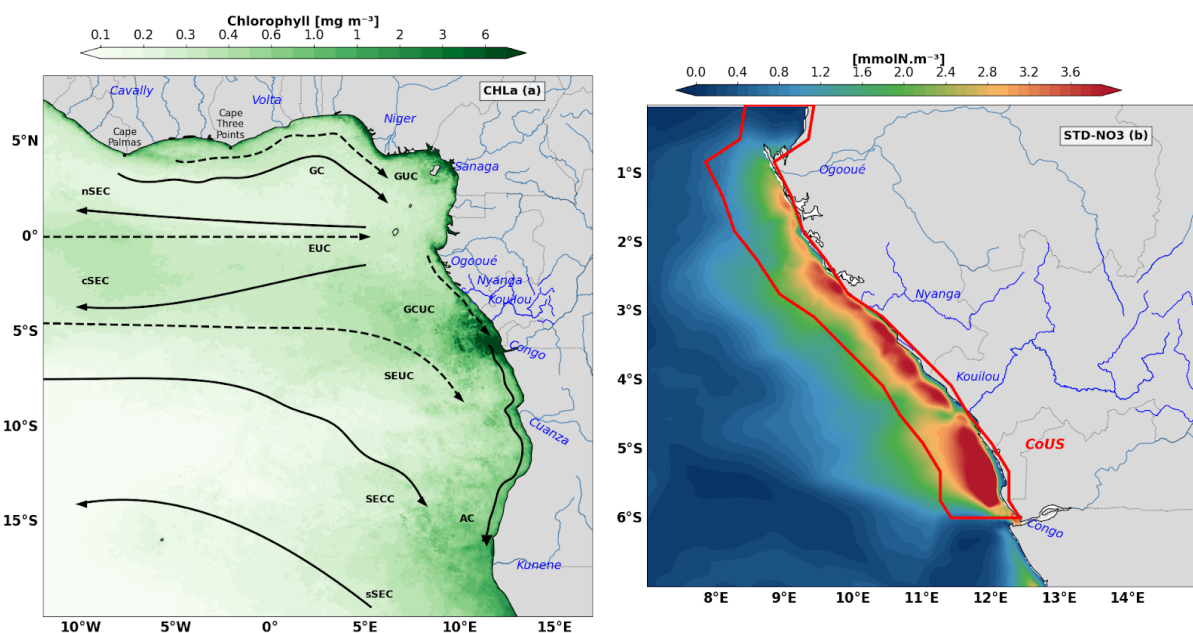 Chlorophyll [mg m⁻³]
0.1 0.2 0.4 0.6 1.0 1 2 3 6
CHLa (a)
Cavally
Volta
Niger
Cape
Palmas
Cape
Three
Points
Sanaga
GC
GUC
nSEC
EUC
Ogooué
Nyanga
Kouilou
cSEC
GCUC
Congo
SEUC
Cuanza
SECC
AC
Kunene
sSEC
5°N
0°
5°S
10°S
15°S
10°W 5°W 0° 5°E 10°E 15°E
[mmolN.m⁻³]
0.0 0.4 0.8 1.2 1.6 2.0 2.4 2.8 3.2 3.6
STD-NO3 (b)
Ogooué
Nyanga
Kouilou
CoUS
Congo
1°S
2°S
3°S
4°S
5°S
6°S
8°E 9°E 10°E 11°E 12°E 13°E 14°E